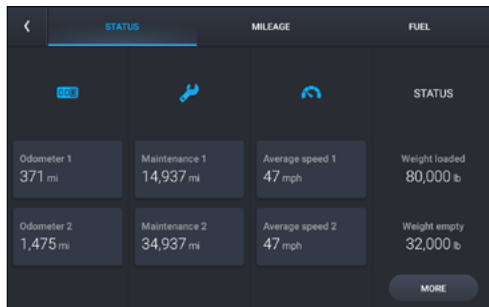 STATUS
MILEAGE
FUEL
STATUS
Odometer 1
371 mi
Maintenance 1
14,937 mi
Average speed 1
47 mph
Weight loaded
80,000 lb
Odometer 2
1,475 mi
Maintenance 2
34,937 mi
Average speed 2
47 mph
Weight empty
32,000 lb
MORE